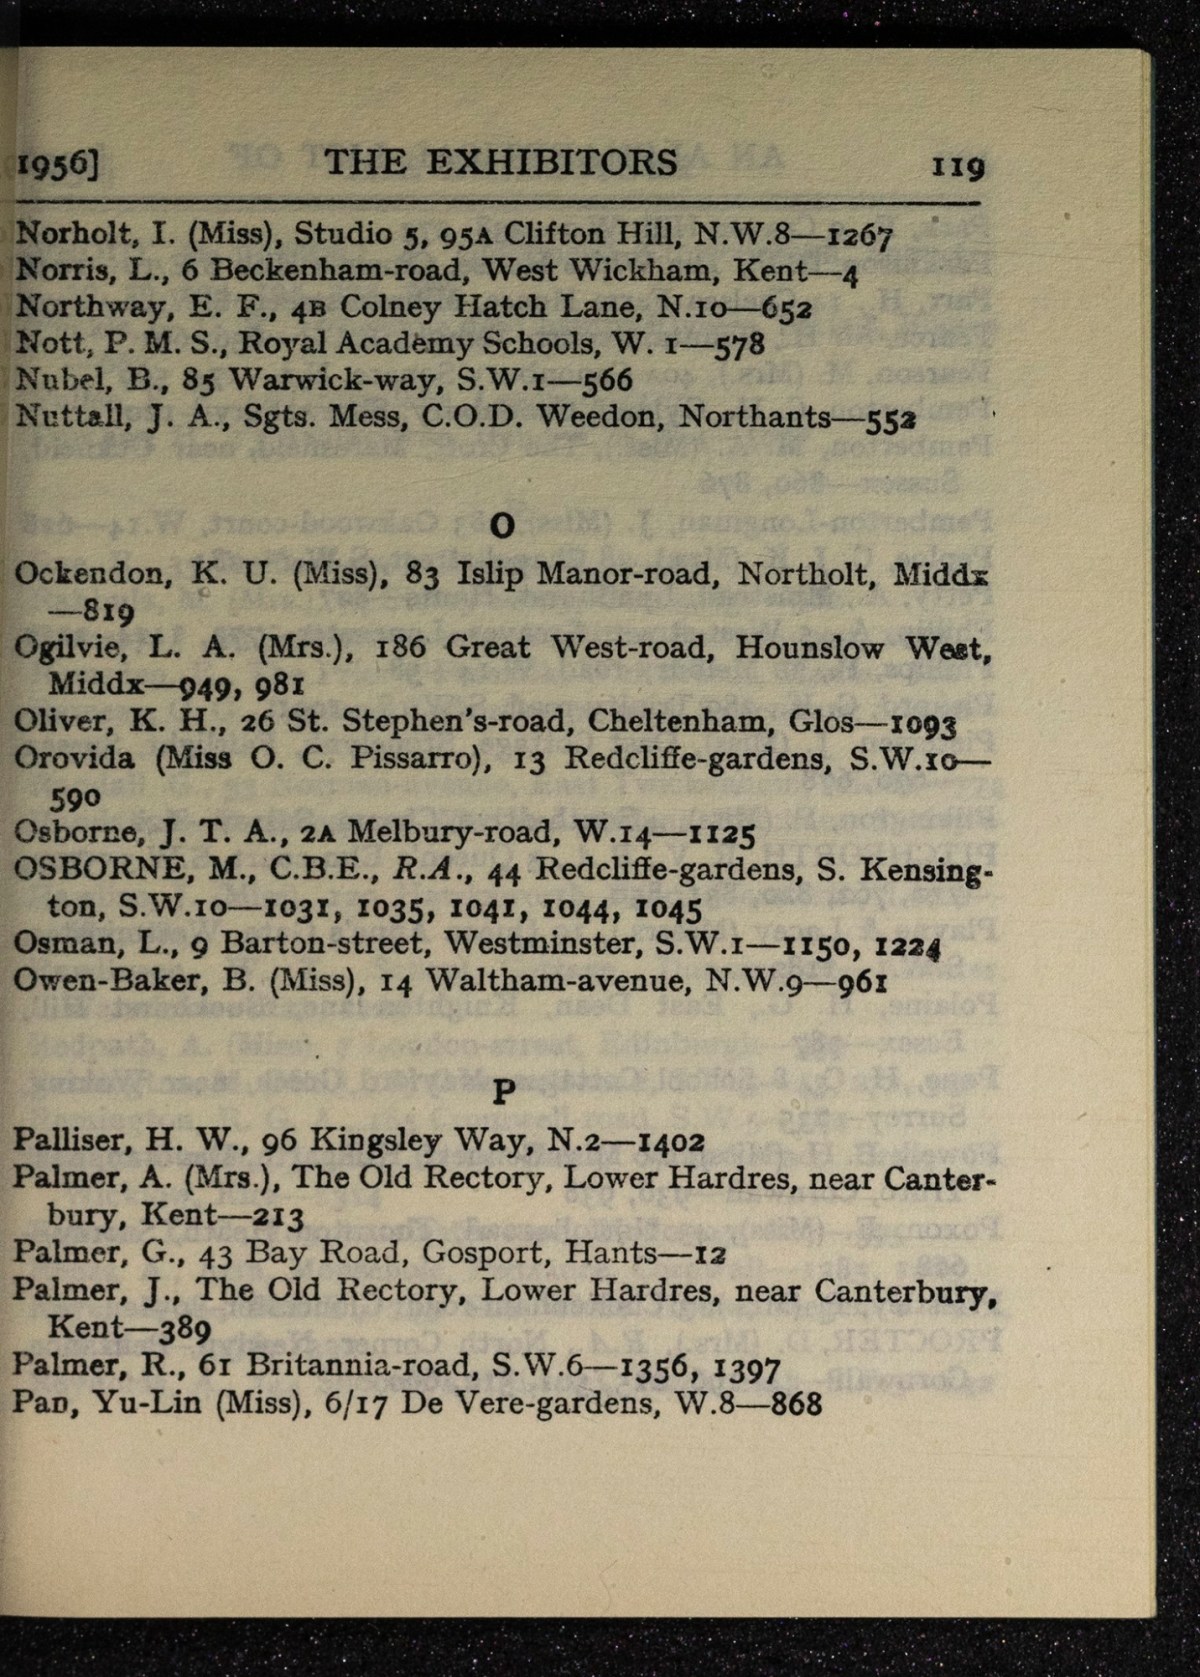 1956] THE EXHIBITORS 119
Norholt, I. (Miss), Studio 5, 95A Clifton Hill, N.W.8—1267
Norris, L., 6 Beckenham-road, West Wickham, Kent—4
Northway, E. F., 4B Colney Hatch Lane, N.10—652
Nott, P. M. S., Royal Academy Schools, W. 1—578
Nubel, B., 85 Warwick-way, S.W.1—566
Nuttall, J. A., Sgts. Mess, C.O.D. Weedon, Northants—552
O
Ockendon, K. U. (Miss), 83 Islip Manor-road, Northolt, Middx
—819
Ogilvie, L. A. (Mrs.), 186 Great West-road, Hounslow West,
Middx—949, 981
Oliver, K. H., 26 St. Stephen's-road, Cheltenham, Glos—1093
Orovida (Miss O. C. Pissarro), 13 Redcliffe-gardens, S.W.10—
590
Osborne, J. T. A., 2A Melbury-road, W.14—1125
OSBORNE, M., C.B.E., R.A., 44 Redcliffe-gardens, S. Kensing-
ton, S.W.10—1031, 1035, 1041, 1044, 1045
Osman, L., 9 Barton-street, Westminster, S.W.1—1150, 1224
Owen-Baker, B. (Miss), 14 Waltham-avenue, N.W.9—961
P
Palliser, H. W., 96 Kingsley Way, N.2—1402
Palmer, A. (Mrs.), The Old Rectory, Lower Hardres, near Canter-
bury, Kent—213
Palmer, G., 43 Bay Road, Gosport, Hants—12
Palmer, J., The Old Rectory, Lower Hardres, near Canterbury,
Kent—389
Palmer, R., 61 Britannia-road, S.W.6—1356, 1397
Pan, Yu-Lin (Miss), 6/17 De Vere-gardens, W.8—868